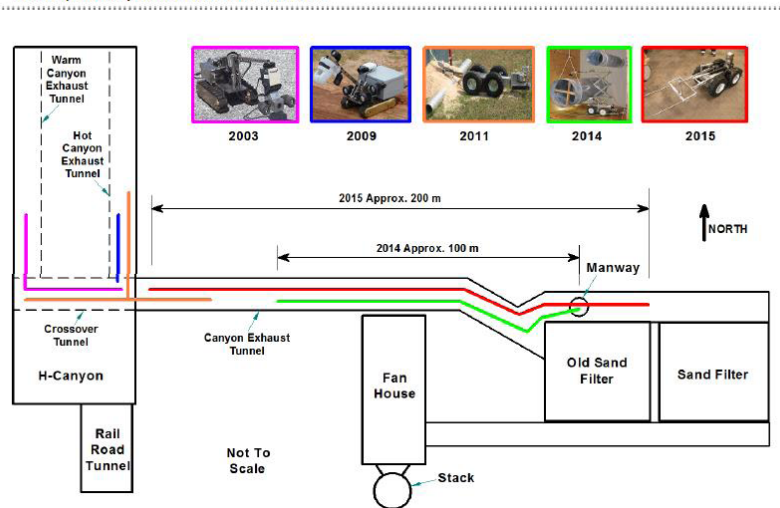 Warm
Canyon
Exhaust
Tunnel
Hot
Canyon
Exhaust
Tunnel
2003
2009
2011
2014
2015
2015 Approx. 200 m
2014 Approx. 100 m
NORTH
Manway
Crossover
Tunnel
Canyon Exhaust
Tunnel
H-Canyon
Fan
House
Old Sand
Filter
Sand Filter
Rail
Road
Tunnel
Not To
Scale
Stack